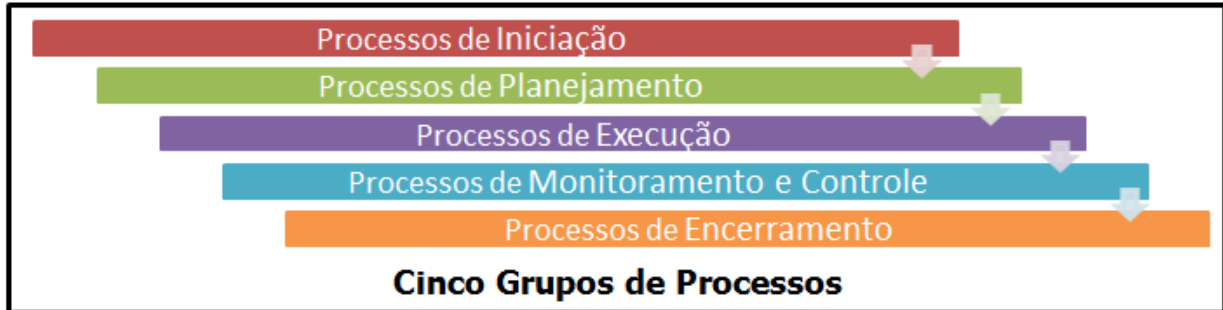 Processos de Iniciação
Processos de Planejamento
Processos de Execução
Processos de Monitoramento e Controle
Processos de Encerramento
Cinco Grupos de Processos